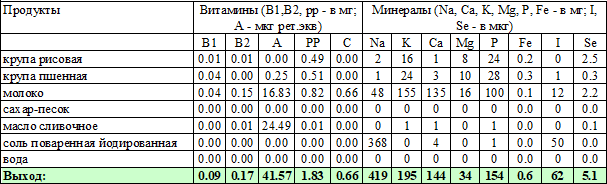 Продукты Витамины (В1,В2, рр - в мг; А - мкг рет.экв) Минералы (Na, Ca, K, Mg, P, Fe - в мг; I, Se - в мкг)
B1 B2 A PP C Na K Ca Mg P Fe I Se
крупа рисовая 0.01 0.01 0.00 0.49 0.00 2 16 1 8 24 0.2 0 2.5
крупа пшенная 0.04 0.00 0.25 0.51 0.00 1 24 3 10 28 0.3 1 0.3
молоко 0.04 0.15 16.83 0.82 0.66 48 155 135 16 100 0.1 12 2.2
сахар-песок 0.00 0.00 0.00 0.00 0.00 0 0 0 0 0 0.0 0 0.0
масло сливочное 0.00 0.01 24.49 0.01 0.00 0 1 1 0 1 0.0 0 0.1
соль поваренная йодированная 0.00 0.00 0.00 0.00 0.00 368 0 4 0 1 0.0 50 0.0
вода 0.00 0.00 0.00 0.00 0.00 0 0 0 0 0 0.0 0 0.0
Выход: 0.09 0.17 41.57 1.83 0.66 419 195 144 34 154 0.6 62 5.1